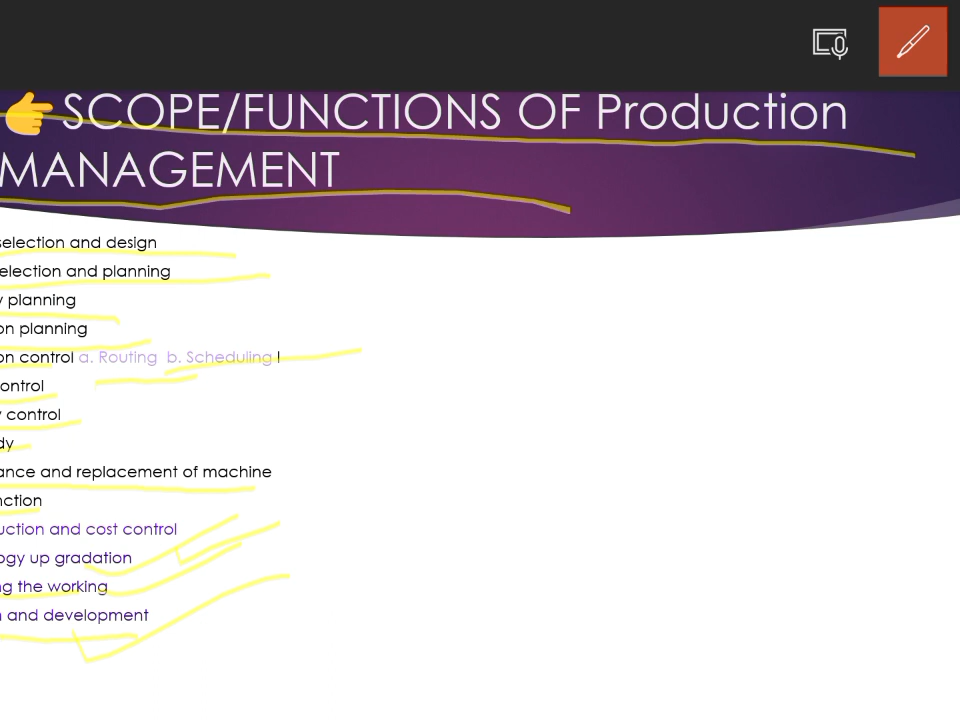 👉 SCOPE/FUNCTIONS OF Production
MANAGEMENT
selection and design
election and planning
planning
on planning
on control a. Routing b. Scheduling !
ontrol
control
dy
ance and replacement of machine
nction
uction and cost control
ogy up gradation
ng the working
and development